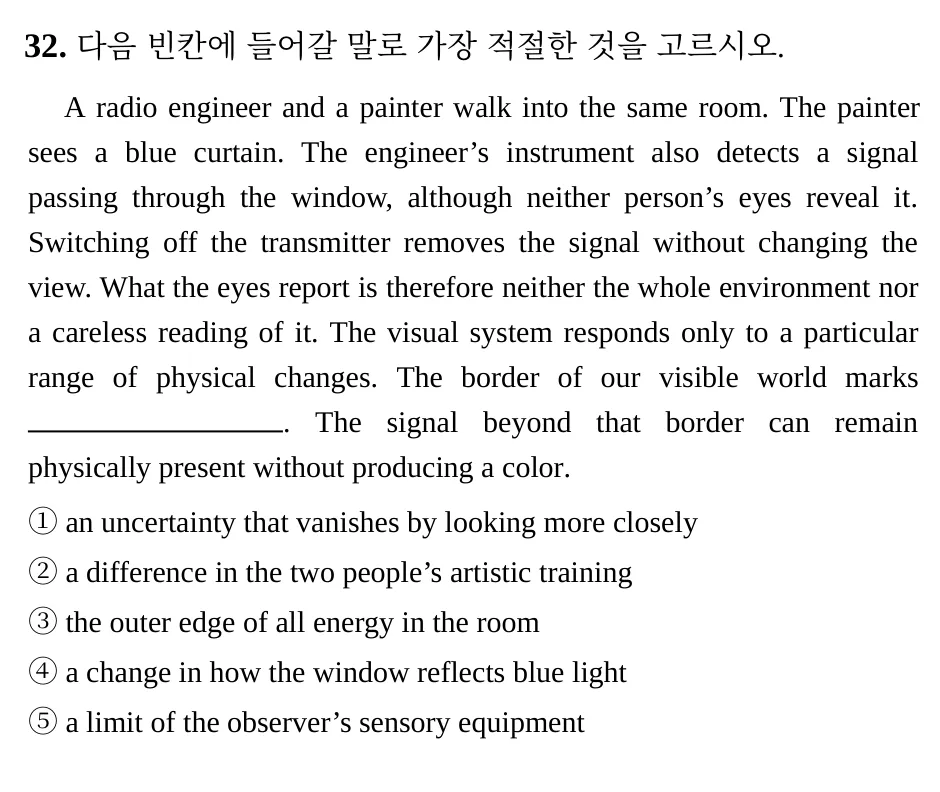 32. 다음 빈칸에 들어갈 말로 가장 적절한 것을 고르시오.
A radio engineer and a painter walk into the same room. The painter
sees a blue curtain. The engineer’s instrument also detects a signal
passing through the window, although neither person’s eyes reveal it.
Switching off the transmitter removes the signal without changing the
view. What the eyes report is therefore neither the whole environment nor
a careless reading of it. The visual system responds only to a particular
range of physical changes. The border of our visible world marks
_________________. The signal beyond that border can remain
physically present without producing a color.
① an uncertainty that vanishes by looking more closely
② a difference in the two people’s artistic training
③ the outer edge of all energy in the room
④ a change in how the window reflects blue light
⑤ a limit of the observer’s sensory equipment